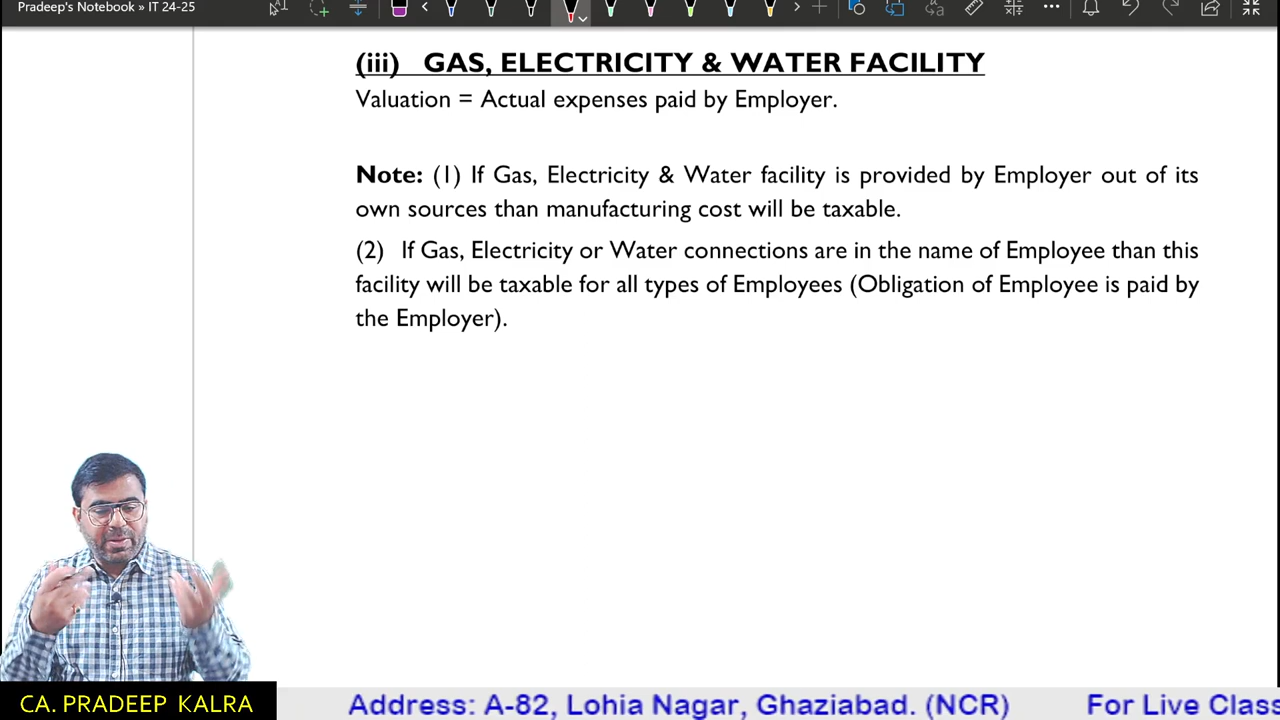 Pradeep's Notebook » IT 24-25
(iii) GAS, ELECTRICITY & WATER FACILITY
Valuation = Actual expenses paid by Employer.
Note: (1) If Gas, Electricity & Water facility is provided by Employer out of its
own sources than manufacturing cost will be taxable.
(2) If Gas, Electricity or Water connections are in the name of Employee than this
facility will be taxable for all types of Employees (Obligation of Employee is paid by
the Employer).
CA. PRADEEP KALRA
Address: A-82, Lohia Nagar, Ghaziabad. (NCR) For Live Class